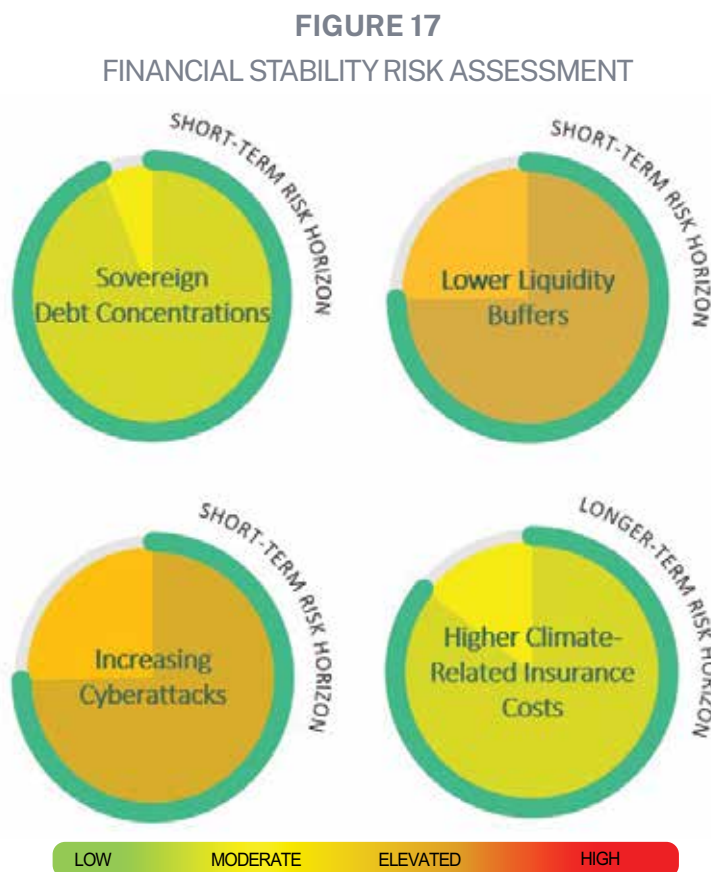 FIGURE 17
FINANCIAL STABILITY RISK ASSESSMENT
SHORT-TERM RISK HORIZON
Sovereign
Debt Concentrations
SHORT-TERM RISK HORIZON
Lower Liquidity
Buffers
SHORT-TERM RISK HORIZON
Increasing
Cyberattacks
LONGER-TERM RISK HORIZON
Higher Climate-
Related Insurance
Costs
LOW MODERATE ELEVATED HIGH